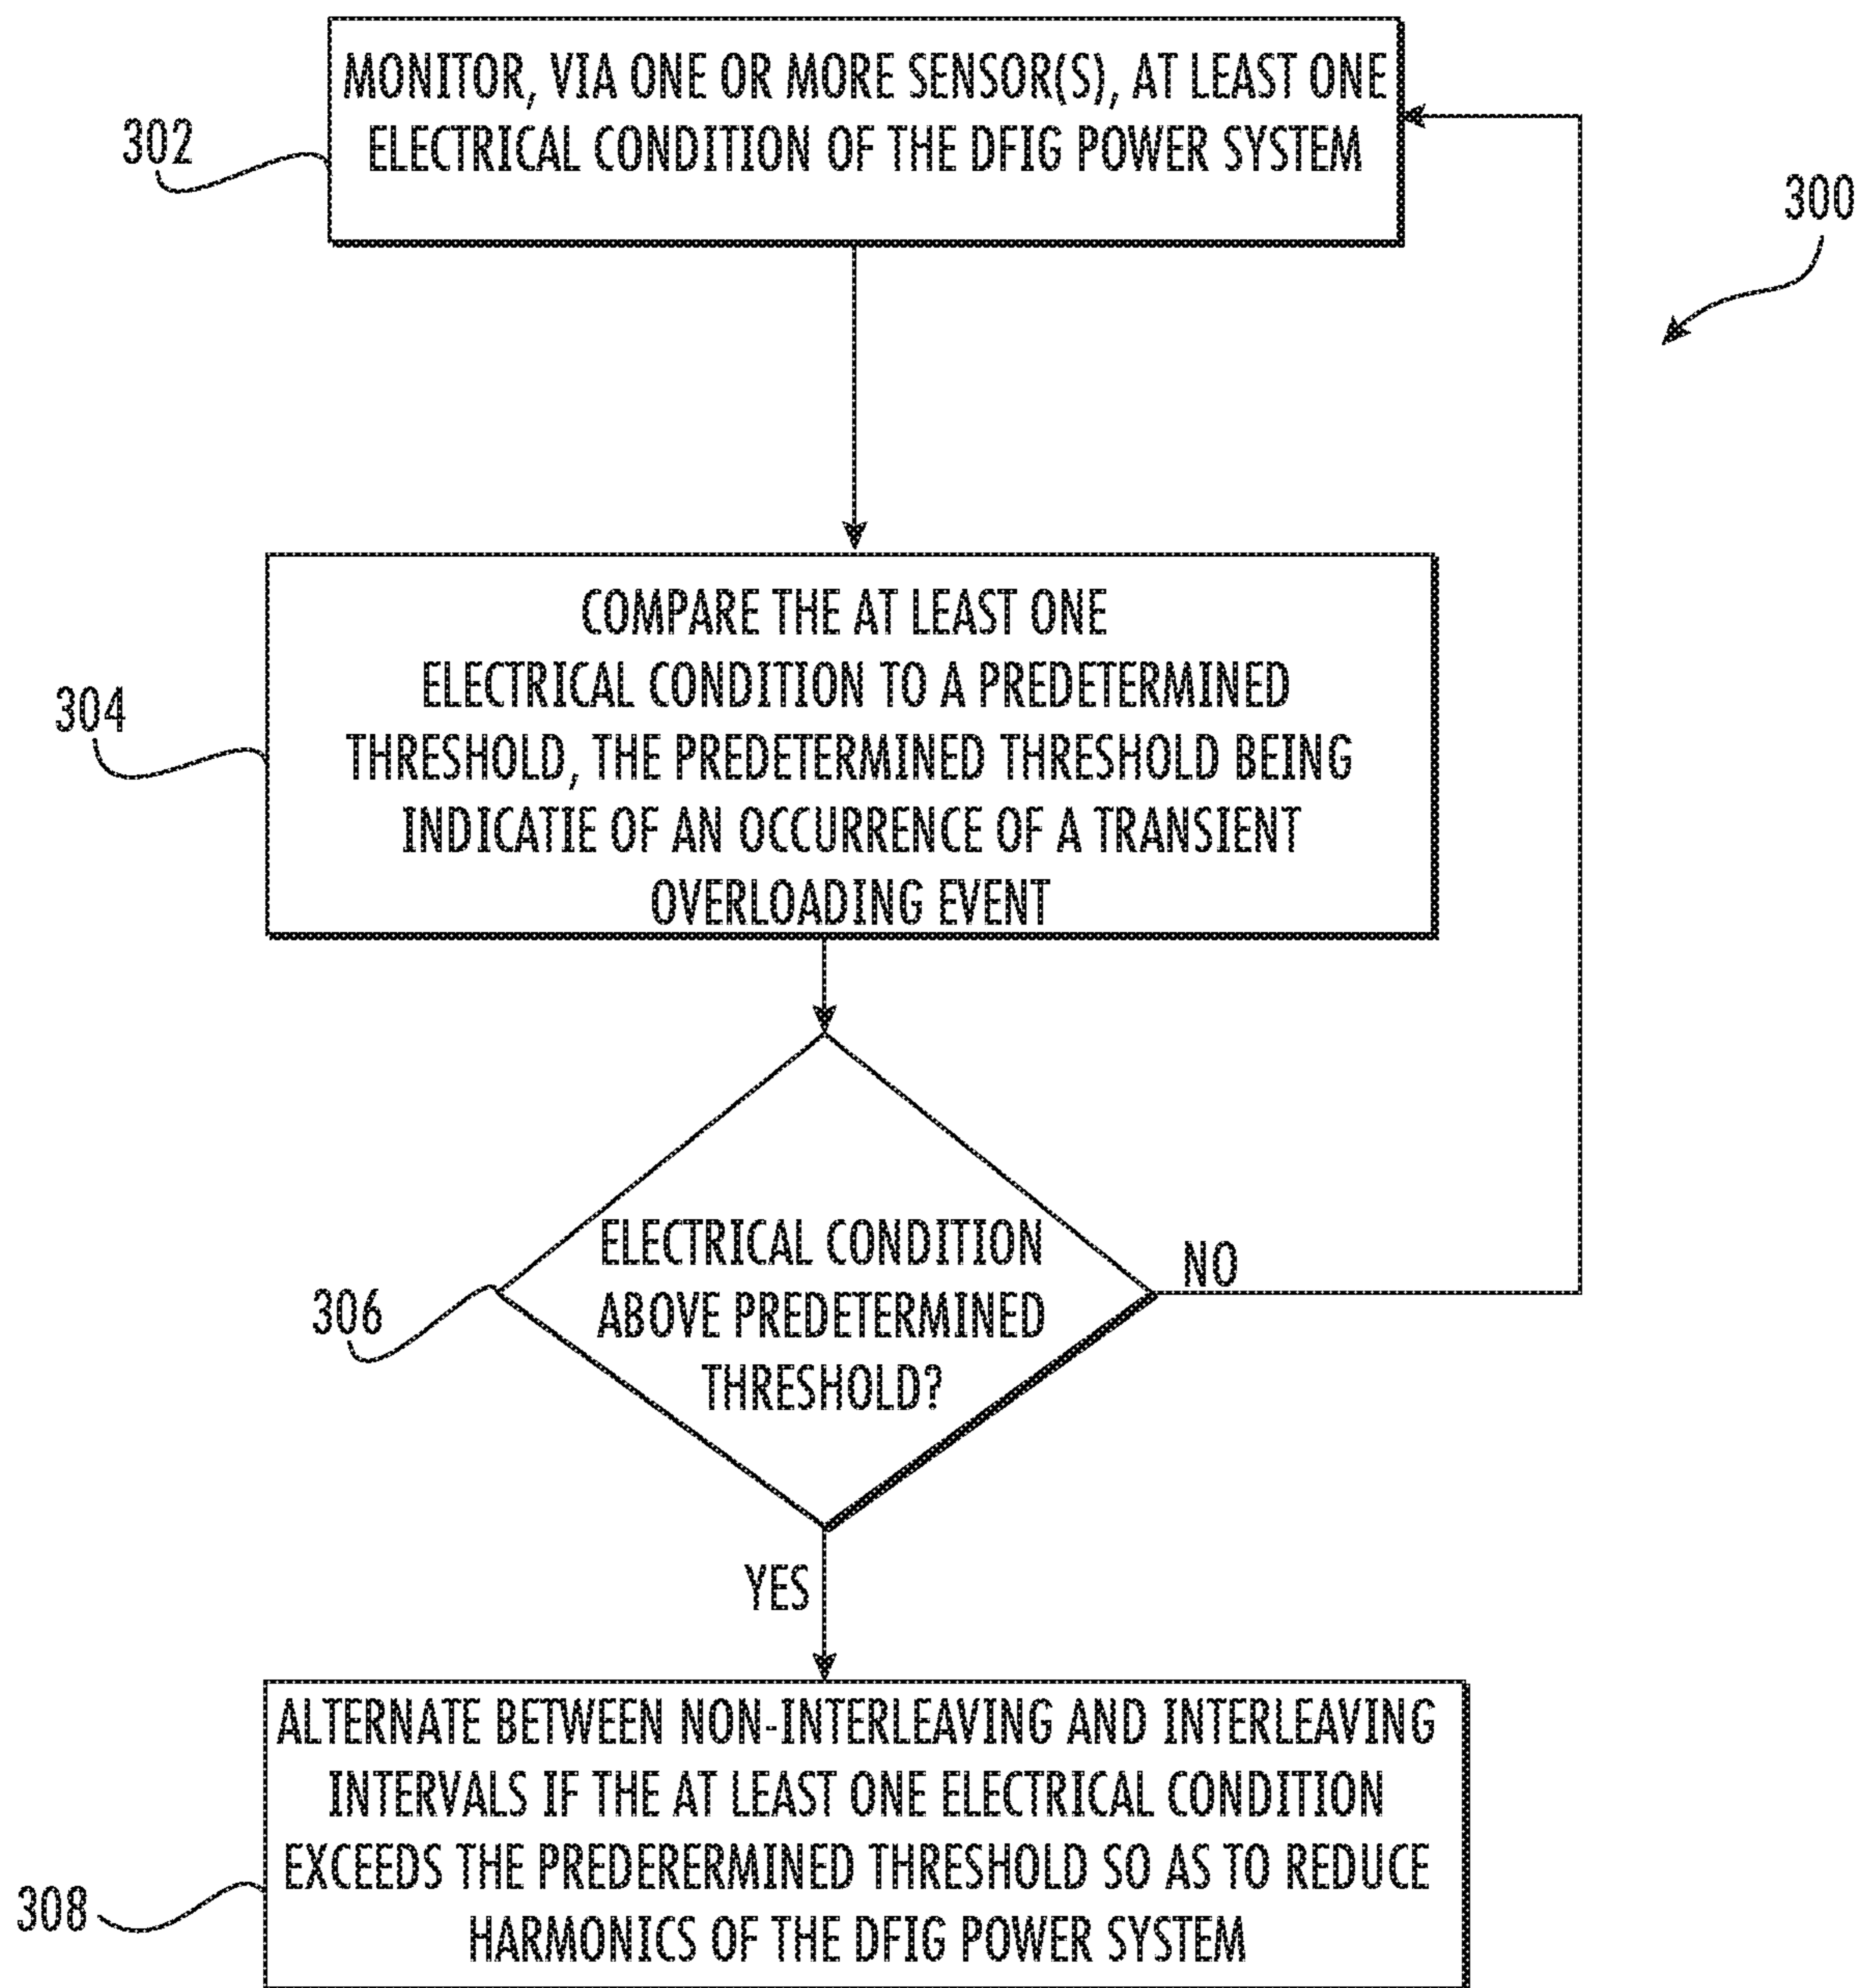 MONITOR, VIA ONE OR MORE SENSOR(S), AT LEAST ONE
ELECTRICAL CONDITION OF THE DFIG POWER SYSTEM
302
300
COMPARE THE AT LEAST ONE
ELECTRICAL CONDITION TO A PREDETERMINED
THRESHOLD, THE PREDETERMINED THRESHOLD BEING
INDICATIE OF AN OCCURRENCE OF A TRANSIENT
OVERLOADING EVENT
304
ELECTRICAL CONDITION
ABOVE PREDETERMINED
THRESHOLD?
306
NO
YES
ALTERNATE BETWEEN NON-INTERLEAVING AND INTERLEAVING
INTERVALS IF THE AT LEAST ONE ELECTRICAL CONDITION
EXCEEDS THE PREDERERMINED THRESHOLD SO AS TO REDUCE
HARMONICS OF THE DFIG POWER SYSTEM
308